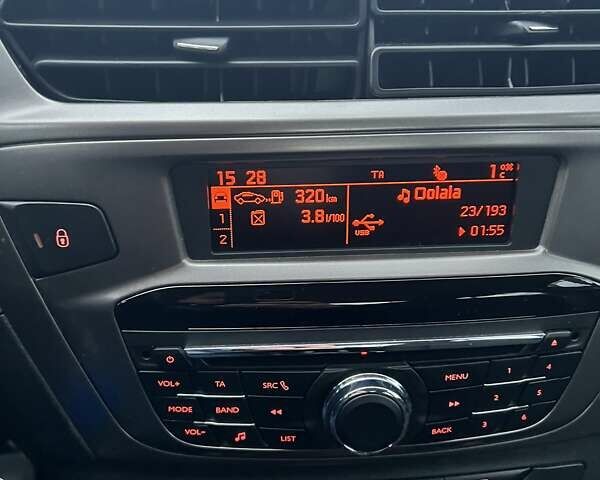 15 28 TA 1 °C
320 km Oolala
1 3.8 l/100 23/193
2 USB 01:55
VOL+ TA SRC MENU 1 4
MODE BAND 2 5
VOL- LIST BACK 3 6